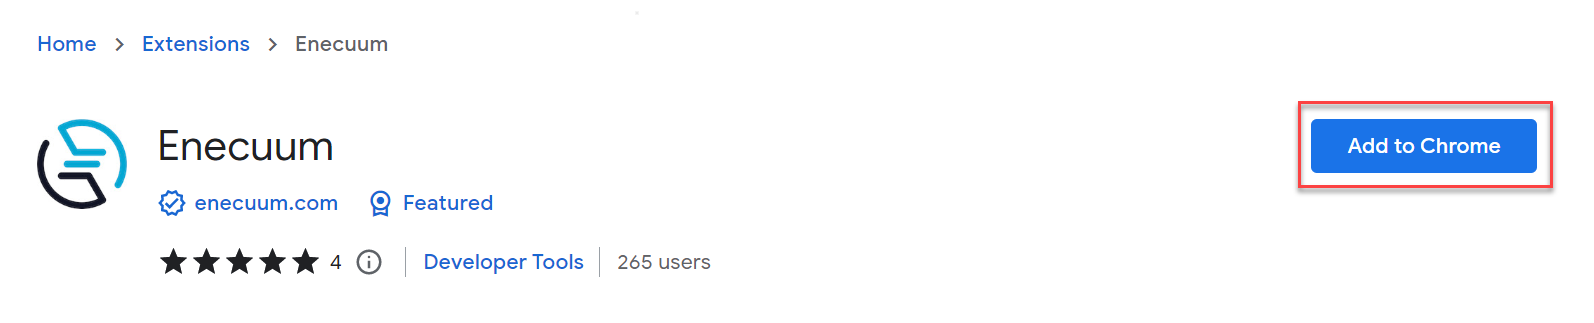 Home > Extensions > Enecuum
Enecuum
Add to Chrome
enecuum.com Featured
4 Developer Tools 265 users